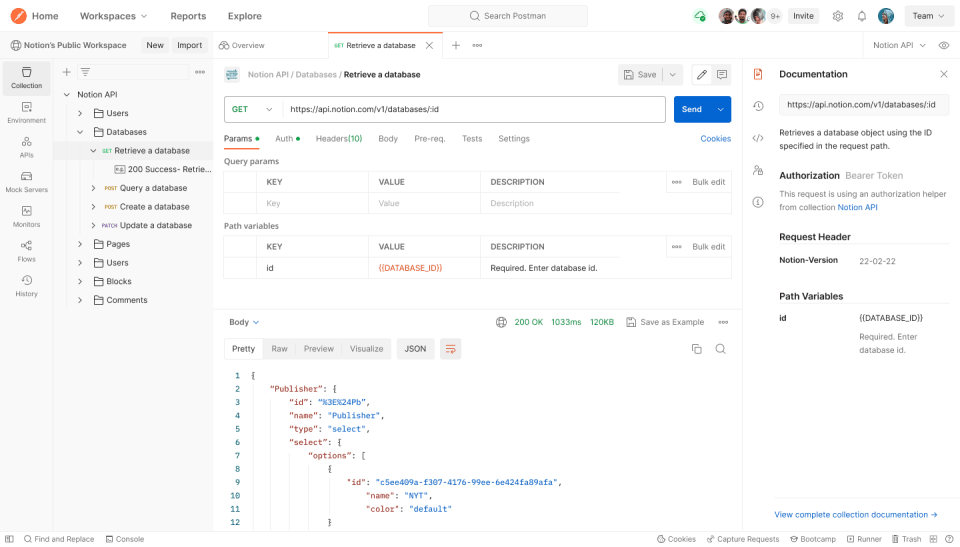 Home
Workspaces
Reports
Explore
Search Postman
9+
Invite
Team
Notion's Public Workspace
New
Import
Overview
GET Retrieve a database
Notion API
Collection
Environment
APIs
Mock Servers
Monitors
Flows
History
Notion API
Users
Databases
GET Retrieve a database
200 Success- Retrie...
POST Query a database
POST Create a database
PATCH Update a database
Pages
Users
Blocks
Comments
Notion API / Databases / Retrieve a database
Save
GET
https://api.notion.com/v1/databases/:id
Send
Params
Auth
Headers(10)
Body
Pre-req.
Tests
Settings
Cookies
Query params
KEY VALUE DESCRIPTION
Bulk edit
Key Value Description
Path variables
KEY VALUE DESCRIPTION
Bulk edit
id {{DATABASE_ID}} Required. Enter database id.
Body
200 OK 1033ms 120KB
Save as Example
Pretty Raw Preview Visualize
JSON
1 {
2 “Publisher”: {
3 “id”: “%3E%24Pb”,
4 “name”: "Publisher",
5 “type”: "select",
6 “select”: {
7 "options": [
8 {
9 "id": "c5ee409a-f307-4176-99ee-6e424fa89afa",
10 "name": "NYT",
11 "color": "default"
12 }
Documentation
https://api.notion.com/v1/databases/:id
Retrieves a database object using the ID
specified in the request path.
Authorization Bearer Token
This request is using an authorization helper
from collection Notion API
Request Header
Notion-Version 22-02-22
Path Variables
id {{DATABASE_ID}}
Required. Enter
database id.
View complete collection documentation →
Find and Replace
Console
Cookies
Capture Requests
Bootcamp
Runner
Trash